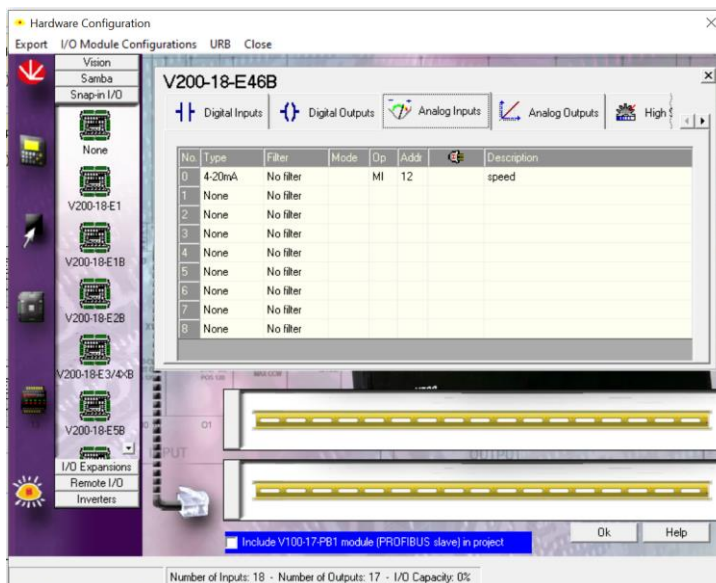 Hardware Configuration
Export I/O Module Configurations URB Close
Vision
Samba
Snap-in I/O
None
V200-18-E1
V200-18-E1B
V200-18-E2B
V200-18-E3/4XB
V200-18-E5B
I/O Expansions
Remote I/O
Inverters
V200-18-E46B
Digital Inputs Digital Outputs Analog Inputs Analog Outputs High
No. Type Filter Mode Op Addr Description
0 4-20mA No filter MI 12 speed
1 None No filter
2 None No filter
3 None No filter
4 None No filter
5 None No filter
6 None No filter
7 None No filter
8 None No filter
O1
INPUT OUTPUT
Include V100-17-PB1 module (PROFIBUS slave) in project
Ok Help
Number of Inputs: 18 - Number of Outputs: 17 - I/O Capacity: 0%